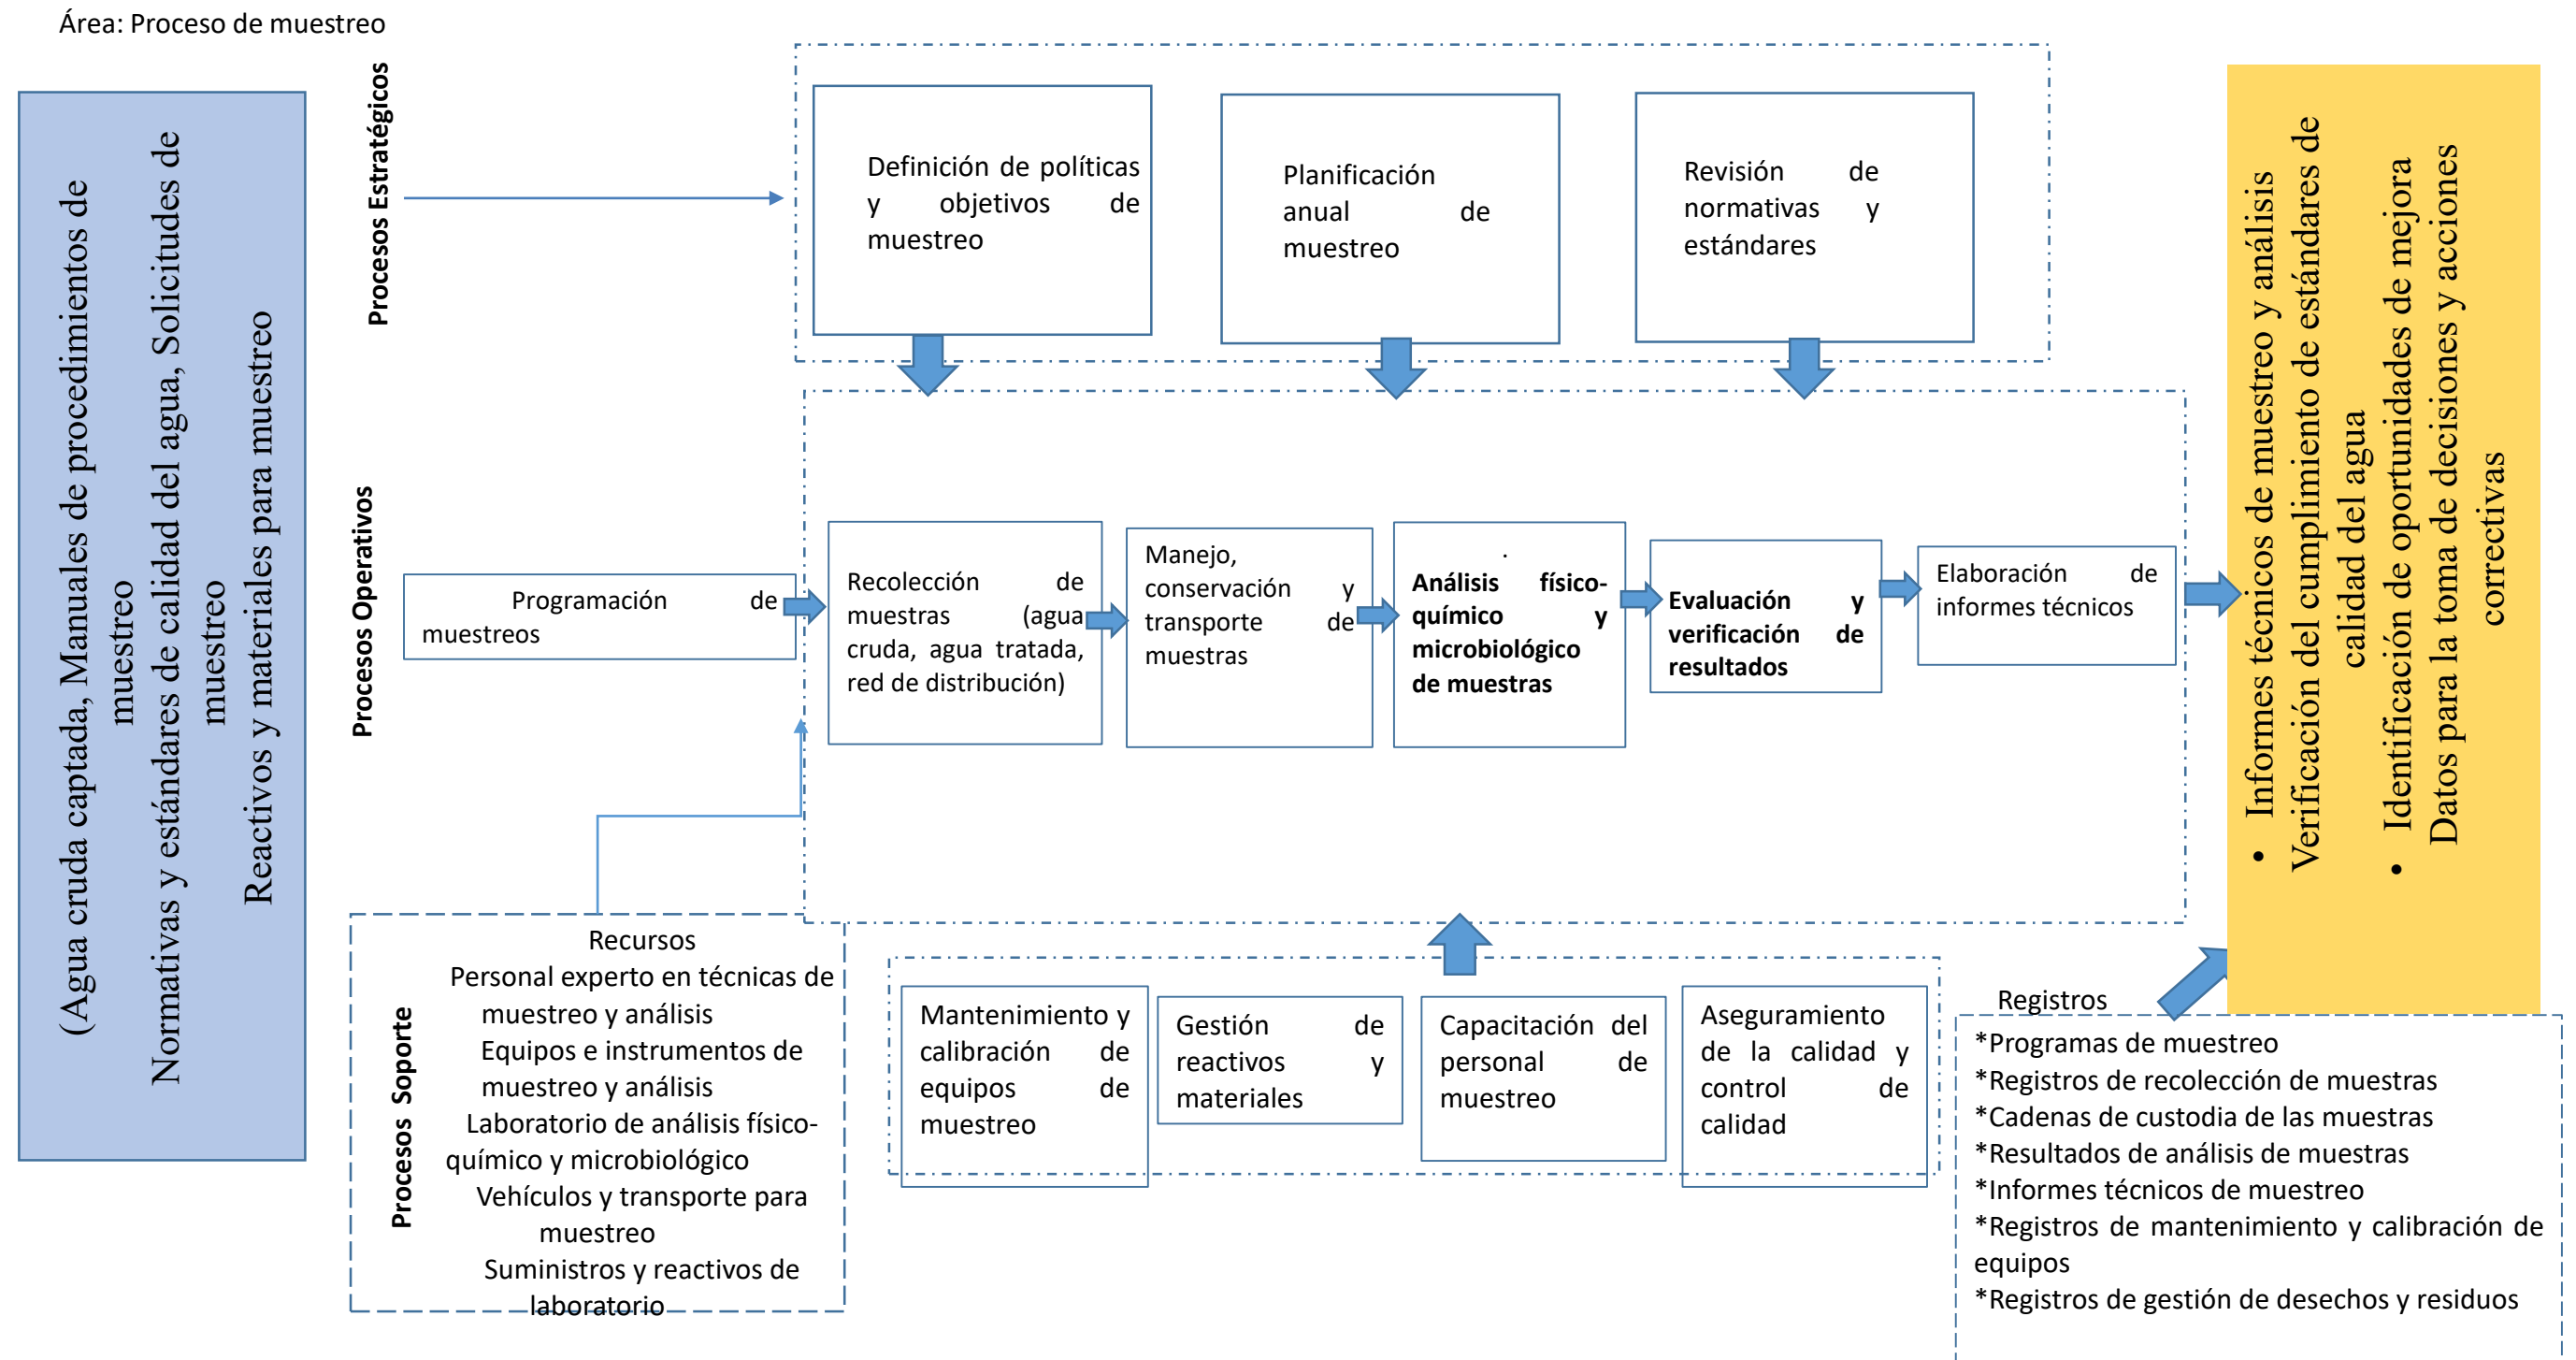 Área: Proceso de muestreo
(Agua cruda captada, Manuales de procedimientos de
muestreo
Normativas y estándares de calidad del agua, Solicitudes de
muestreo
Reactivos y materiales para muestreo
Procesos Estratégicos
Definición de políticas
y objetivos de
muestreo
Planificación
anual de
muestreo
Revisión de
normativas y
estándares
Procesos Operativos
Programación de
muestreos
Recolección de
muestras (agua
cruda, agua tratada,
red de distribución)
Manejo,
conservación y
transporte de
muestras
.
Análisis físico-
químico y
microbiológico
de muestras
Evaluación y
verificación de
resultados
Elaboración de
informes técnicos
Procesos Soporte
Recursos
Personal experto en técnicas de
muestreo y análisis
Equipos e instrumentos de
muestreo y análisis
Laboratorio de análisis físico-
químico y microbiológico
Vehículos y transporte para
muestreo
Suministros y reactivos de
laboratorio
Mantenimiento y
calibración de
equipos de
muestreo
Gestión de
reactivos y
materiales
Capacitación del
personal de
muestreo
Aseguramiento
de la calidad y
control de
calidad
• Informes técnicos de muestreo y análisis
Verificación del cumplimiento de estándares de
calidad del agua
• Identificación de oportunidades de mejora
Datos para la toma de decisiones y acciones
correctivas
Registros
*Programas de muestreo
*Registros de recolección de muestras
*Cadenas de custodia de las muestras
*Resultados de análisis de muestras
*Informes técnicos de muestreo
*Registros de mantenimiento y calibración de
equipos
*Registros de gestión de desechos y residuos